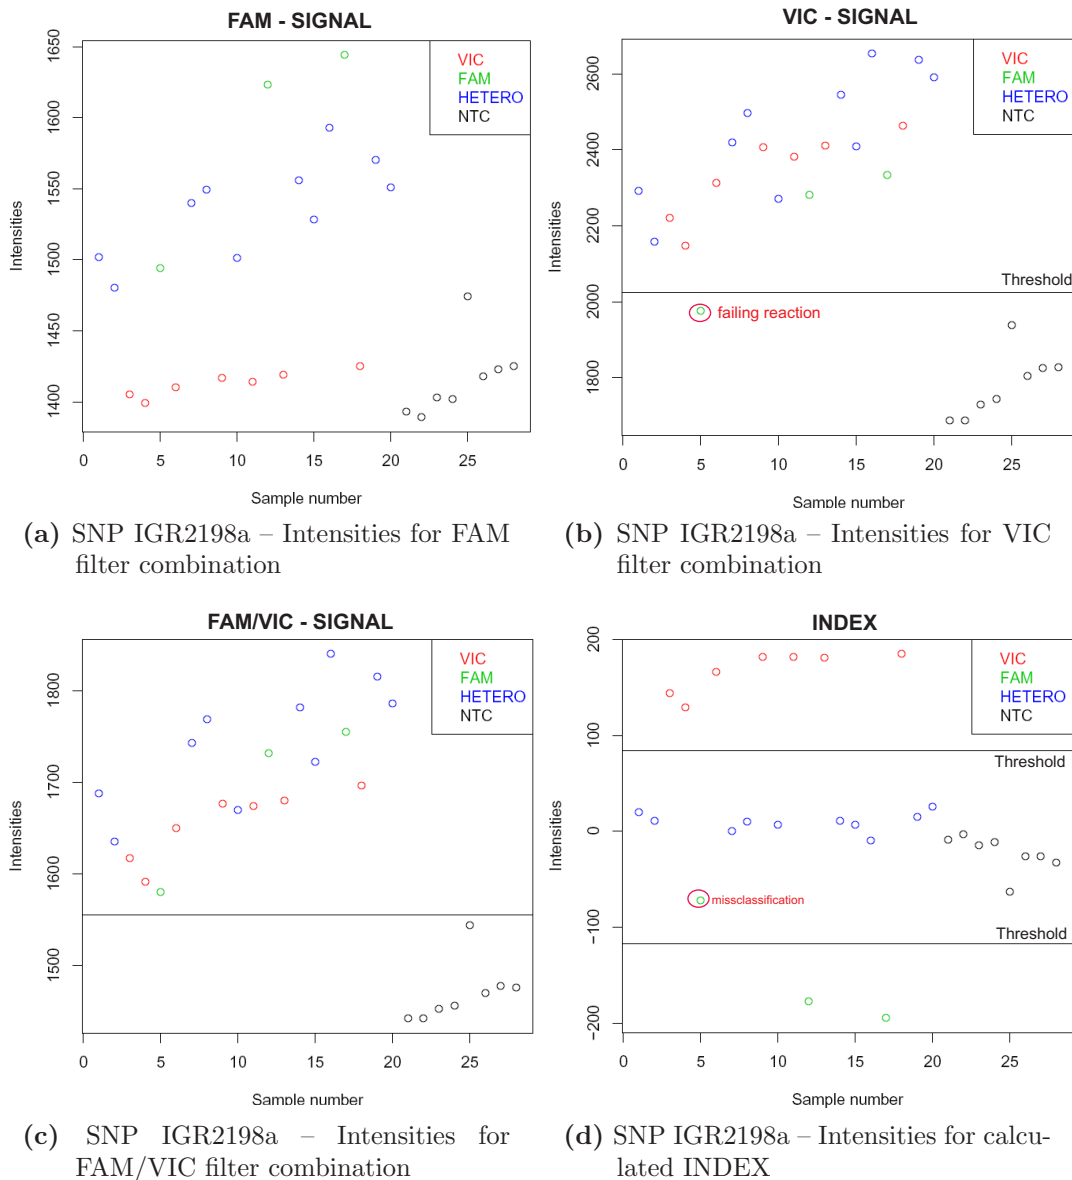 FAM - SIGNAL
VIC
FAM
HETERO
NTC
Intensities
1400 1450 1500 1550 1600 1650
0 5 10 15 20 25
Sample number
(a) SNP IGR2198a – Intensities for FAM
filter combination
VIC - SIGNAL
VIC
FAM
HETERO
NTC
Intensities
1800 2000 2200 2400 2600
Threshold
failing reaction
0 5 10 15 20 25
Sample number
(b) SNP IGR2198a – Intensities for VIC
filter combination
FAM/VIC - SIGNAL
VIC
FAM
HETERO
NTC
Intensities
1500 1600 1700 1800
0 5 10 15 20 25
Sample number
(c) SNP IGR2198a – Intensities for
FAM/VIC filter combination
INDEX
VIC
FAM
HETERO
NTC
Intensities
-200 -100 0 100 200
Threshold
missclassification
Threshold
0 5 10 15 20 25
Sample number
(d) SNP IGR2198a – Intensities for calcu-
lated INDEX